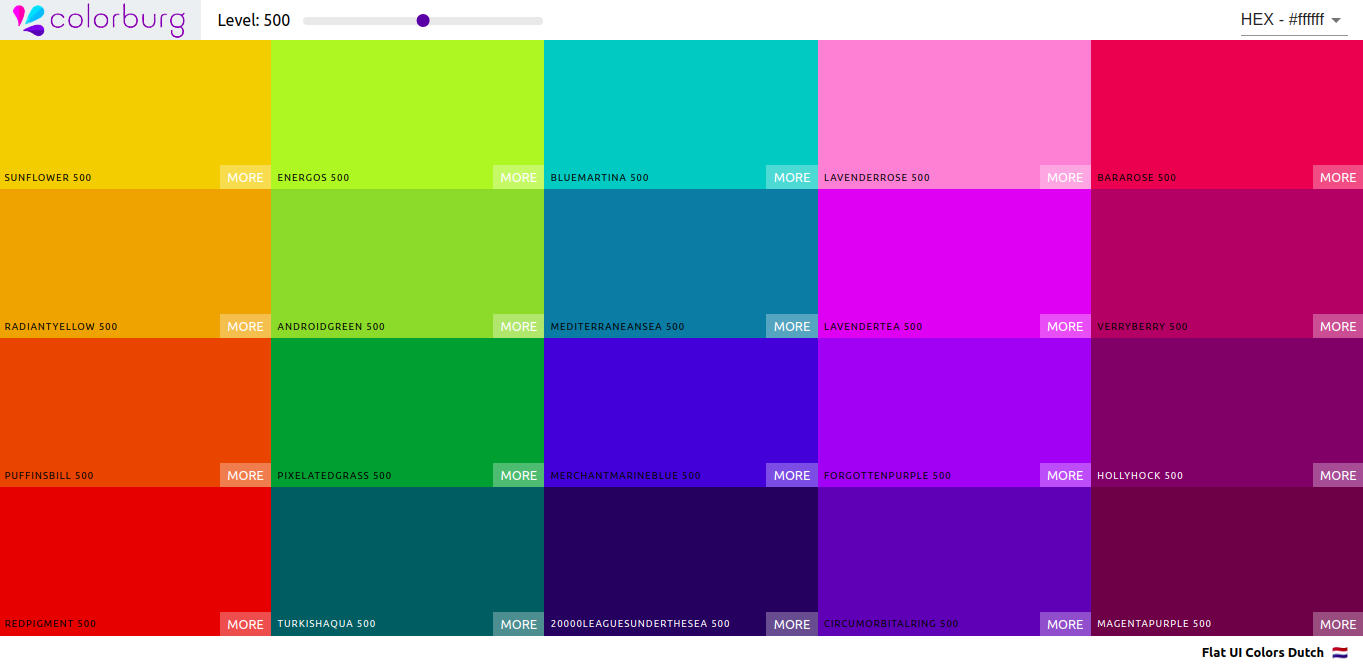 colorburg
Level: 500
HEX - #ffffff
SUNFLOWER 500
MORE
ENERGOS 500
MORE
BLUEMARTINA 500
MORE
LAVENDERROSE 500
MORE
BARAROSE 500
MORE
RADIANTYELLOW 500
MORE
ANDROIDGREEN 500
MORE
MEDITERRANEANSEA 500
MORE
LAVENDERTEA 500
MORE
VERRYBERRY 500
MORE
PUFFINSBILL 500
MORE
PIXELATEDGRASS 500
MORE
MERCHANTMARINEBLUE 500
MORE
FORGOTTENPURPLE 500
MORE
HOLLYHOCK 500
MORE
REDPIGMENT 500
MORE
TURKISHAQUA 500
MORE
20000LEAGUESUNDERTHESEA 500
MORE
CIRCUMORBITALRING 500
MORE
MAGENTAPURPLE 500
MORE
Flat UI Colors Dutch